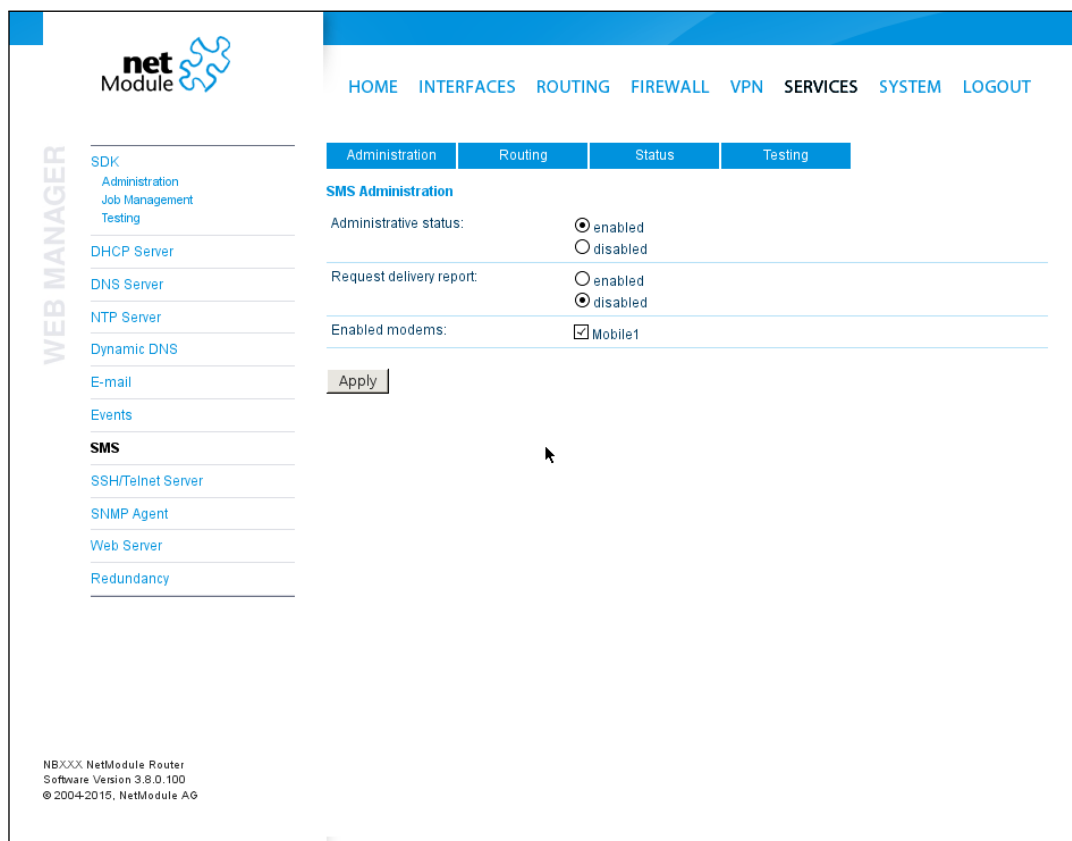 net
Module
HOME INTERFACES ROUTING FIREWALL VPN SERVICES SYSTEM LOGOUT
WEB MANAGER
SDK
Administration
Job Management
Testing
DHCP Server
DNS Server
NTP Server
Dynamic DNS
E-mail
Events
SMS
SSH/Telnet Server
SNMP Agent
Web Server
Redundancy
Administration Routing Status Testing
SMS Administration
Administrative status: enabled
disabled
Request delivery report: enabled
disabled
Enabled modems: Mobile1
Apply
NBXXX NetModule Router
Software Version 3.8.0.100
© 2004-2015, NetModule AG